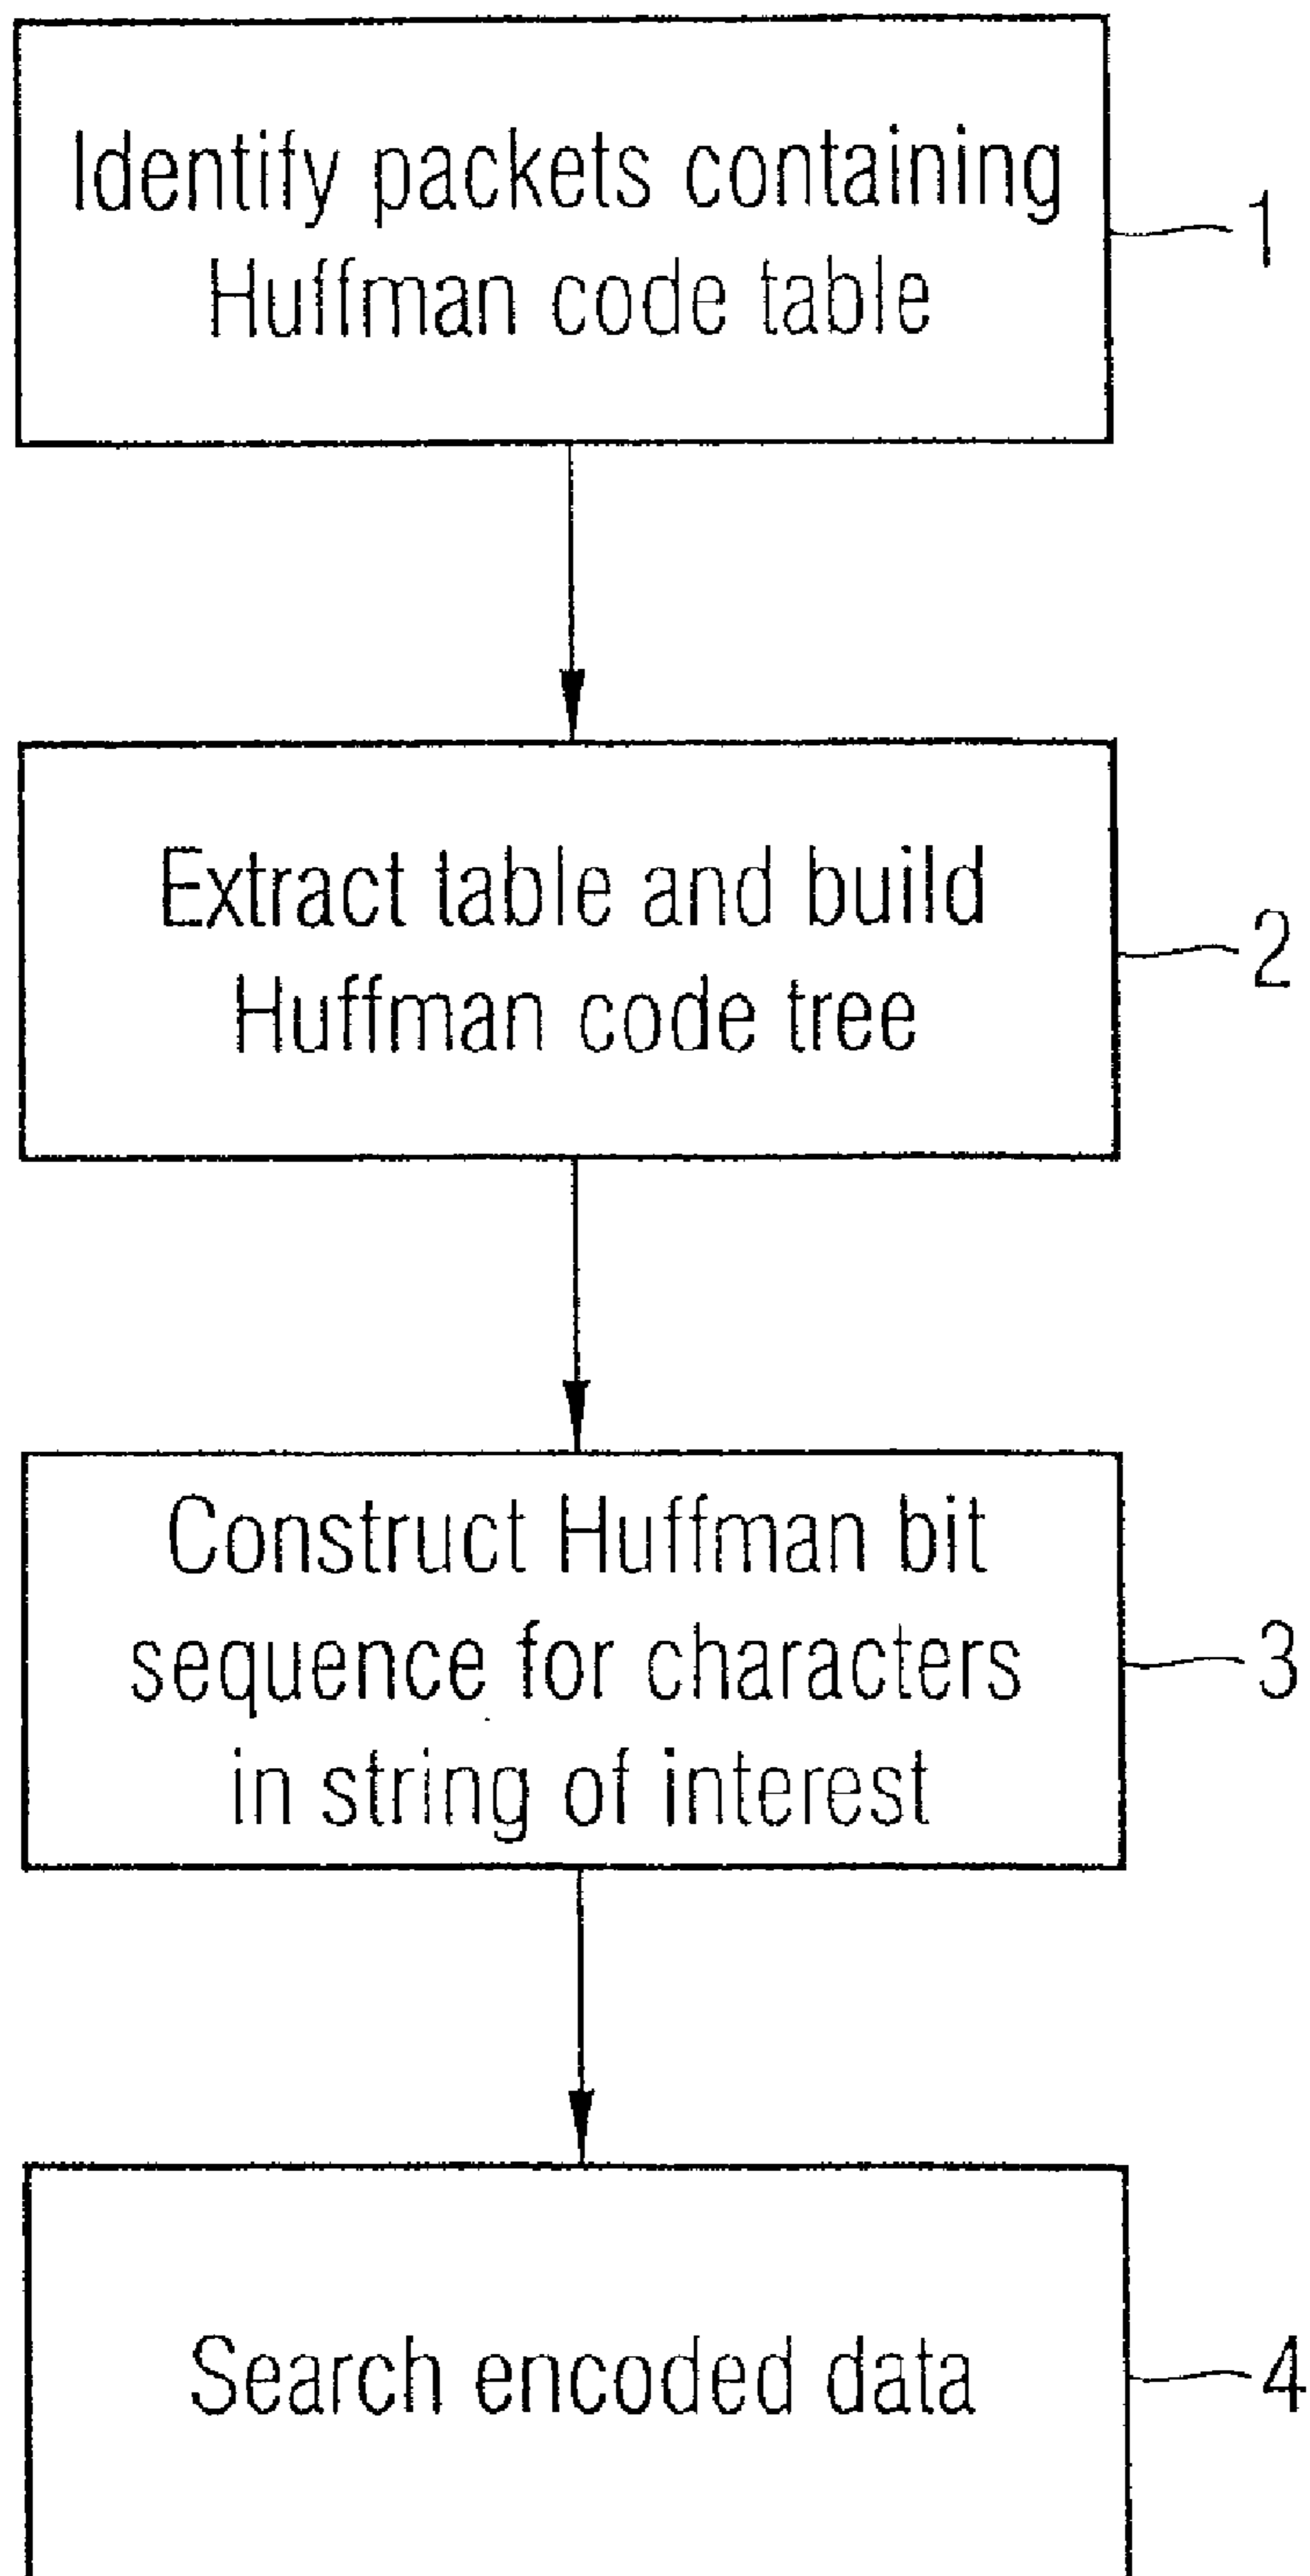 Identify packets containing
Huffman code table
1
Extract table and build
Huffman code tree
2
Construct Huffman bit
sequence for characters
in string of interest
3
Search encoded data
4